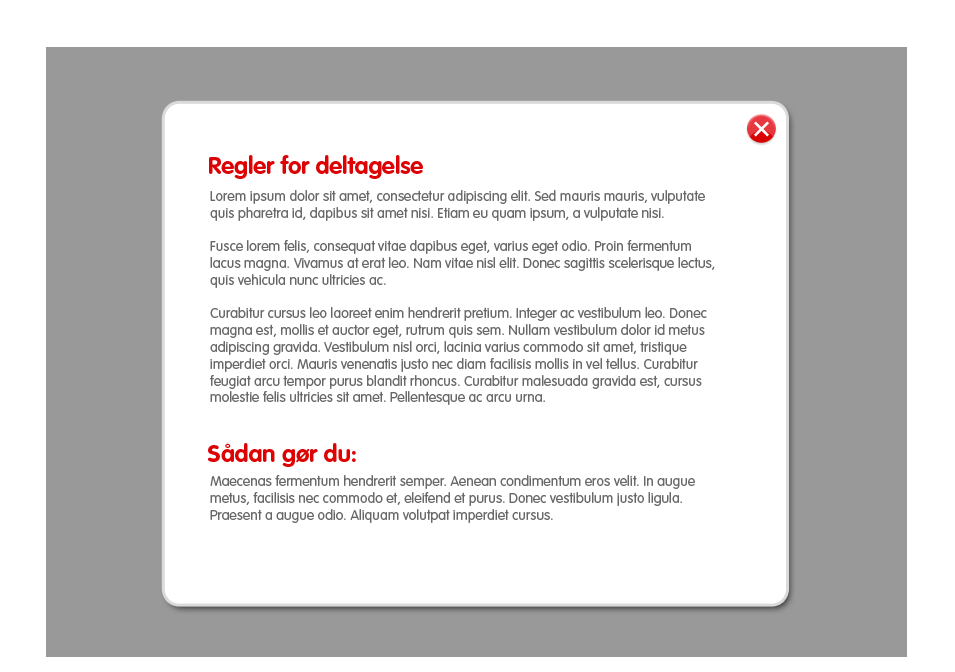 Regler for deltagelse
Lorem ipsum dolor sit amet, consectetur adipiscing elit. Sed mauris mauris, vulputate
quis pharetra id, dapibus sit amet nisi. Etiam eu quam ipsum, a vulputate nisi.
Fusce lorem felis, consequat vitae dapibus eget, varius eget odio. Proin fermentum
lacus magna. Vivamus at erat leo. Nam vitae nisl elit. Donec sagittis scelerisque lectus,
quis vehicula nunc ultricies ac.
Curabitur cursus leo laoreet enim hendrerit pretium. Integer ac vestibulum leo. Donec
magna est, mollis et auctor eget, rutrum quis sem. Nullam vestibulum dolor id metus
adipiscing gravida. Vestibulum nisl orci, lacinia varius commodo sit amet, tristique
imperdiet orci. Mauris venenatis justo nec diam facilisis mollis in vel tellus. Curabitur
feugiat arcu tempor purus blandit rhoncus. Curabitur malesuada gravida est, cursus
molestie felis ultricies sit amet. Pellentesque ac arcu urna.
Sådan gør du:
Maecenas fermentum hendrerit semper. Aenean condimentum eros velit. In augue
metus, facilisis nec commodo et, eleifend et purus. Donec vestibulum justo ligula.
Praesent a augue odio. Aliquam volutpat imperdiet cursus.